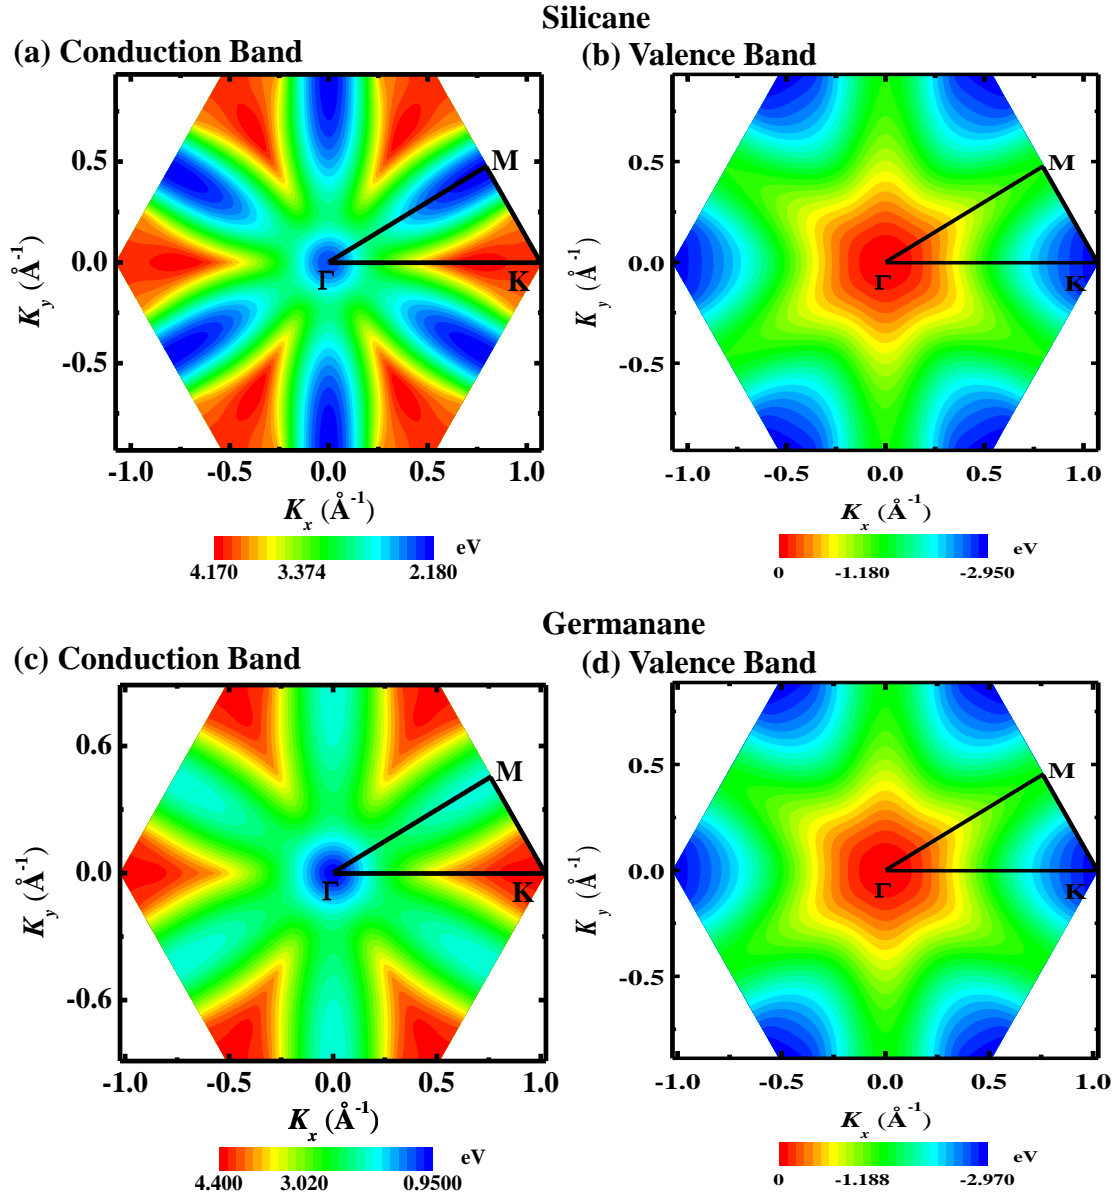 Silicane
(a) Conduction Band
(b) Valence Band
0.5
0.0
-0.5
K_y (Å⁻¹)
M
Γ
K
-1.0 -0.5 0.0 0.5 1.0
K_x (Å⁻¹)
eV
4.170 3.374 2.180
0.5
0.0
-0.5
K_y (Å⁻¹)
M
Γ
K
-1.0 -0.5 0.0 0.5 1.0
K_x (Å⁻¹)
eV
0 -1.180 -2.950
Germanane
(c) Conduction Band
(d) Valence Band
0.6
0.0
-0.6
K_y (Å⁻¹)
M
Γ
K
-1.0 -0.5 0.0 0.5 1.0
K_x (Å⁻¹)
eV
4.400 3.020 0.9500
0.5
0.0
-0.5
K_y (Å⁻¹)
M
Γ
K
-1.0 -0.5 0.0 0.5 1.0
K_x (Å⁻¹)
eV
0 -1.188 -2.970